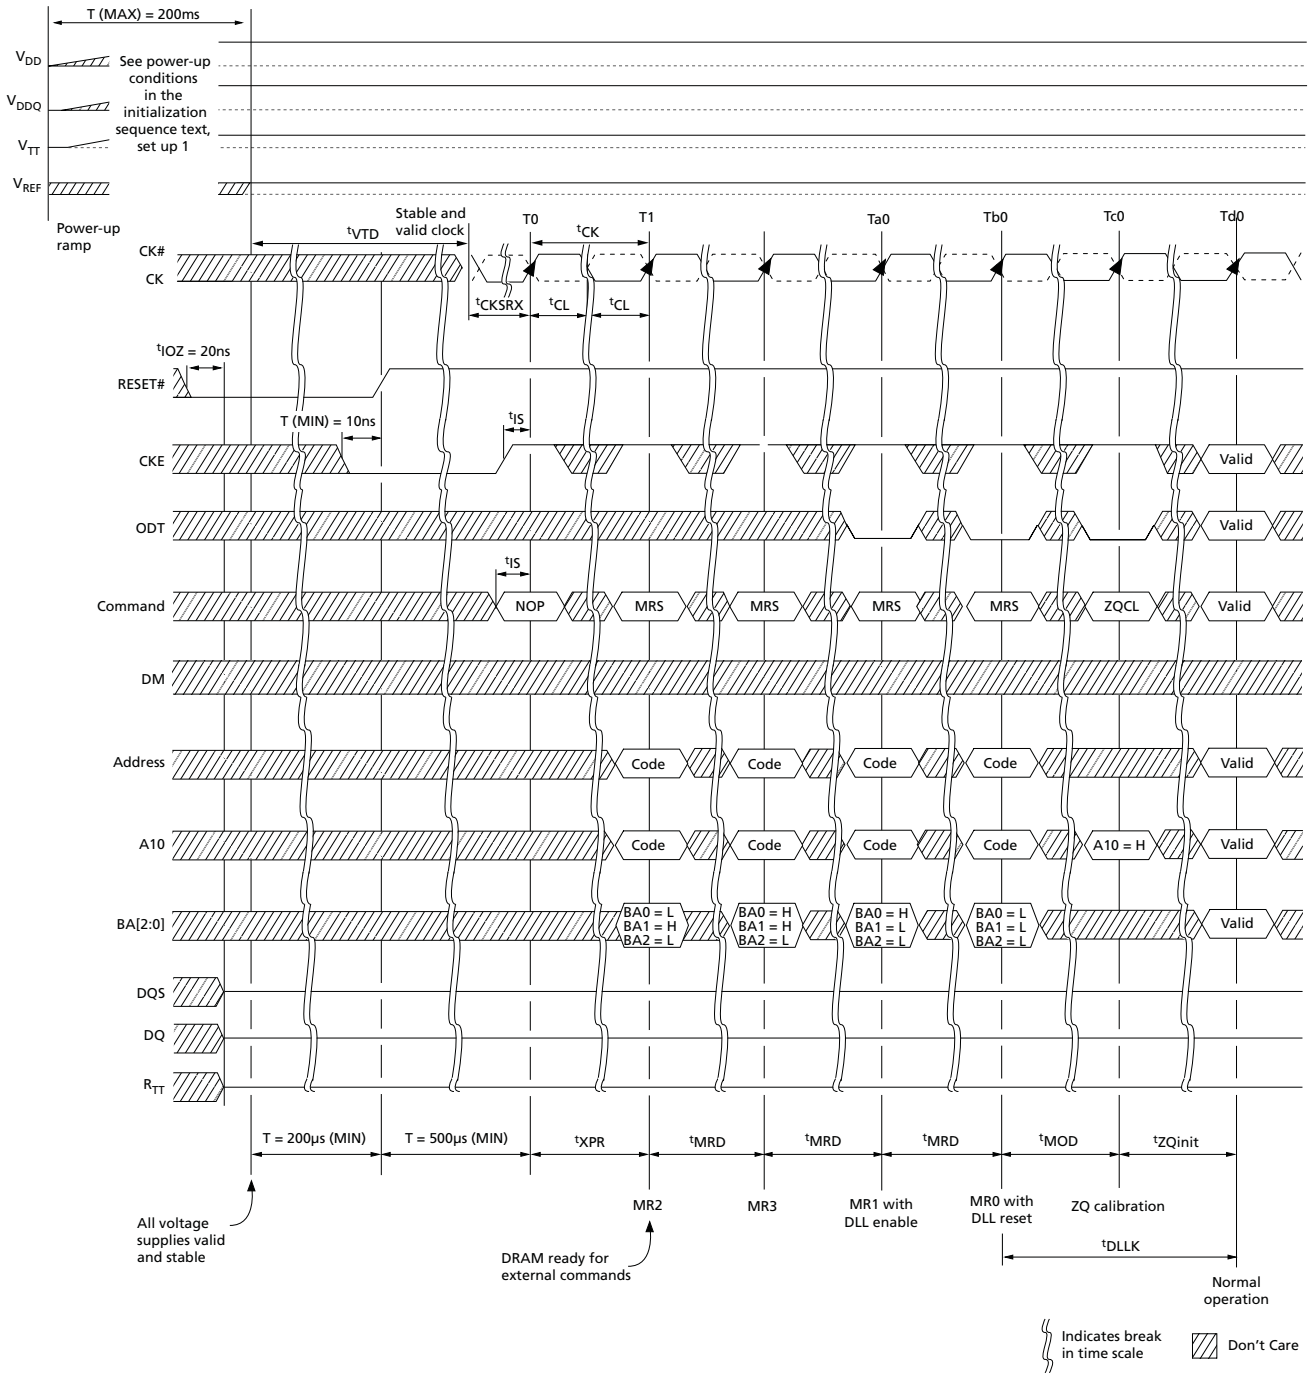 T (MAX) = 200ms
VDD
See power-up
conditions
in the
initialization
sequence text,
set up 1
VDDQ
VTT
VREF
Power-up
ramp
Stable and
valid clock
T0
T1
Ta0
Tb0
Tc0
Td0
tVTD
tCK
CK#
CK
tCKSRX
tCL
tCL
tIOZ = 20ns
RESET#
T (MIN) = 10ns
tIS
CKE
Valid
ODT
Valid
tIS
Command
NOP
MRS
MRS
MRS
MRS
ZQCL
Valid
DM
Address
Code
Code
Code
Code
Valid
A10
Code
Code
Code
Code
A10 = H
Valid
BA[2:0]
BA0 = L
BA1 = H
BA2 = L
BA0 = H
BA1 = H
BA2 = L
BA0 = H
BA1 = L
BA2 = L
BA0 = L
BA1 = L
BA2 = L
Valid
DQS
DQ
RTT
T = 200μs (MIN)
T = 500μs (MIN)
tXPR
tMRD
tMRD
tMRD
tMOD
tZQinit
MR2
MR3
MR1 with
DLL enable
MR0 with
DLL reset
ZQ calibration
All voltage
supplies valid
and stable
DRAM ready for
external commands
tDLLK
Normal
operation
Indicates break
in time scale
Don't Care